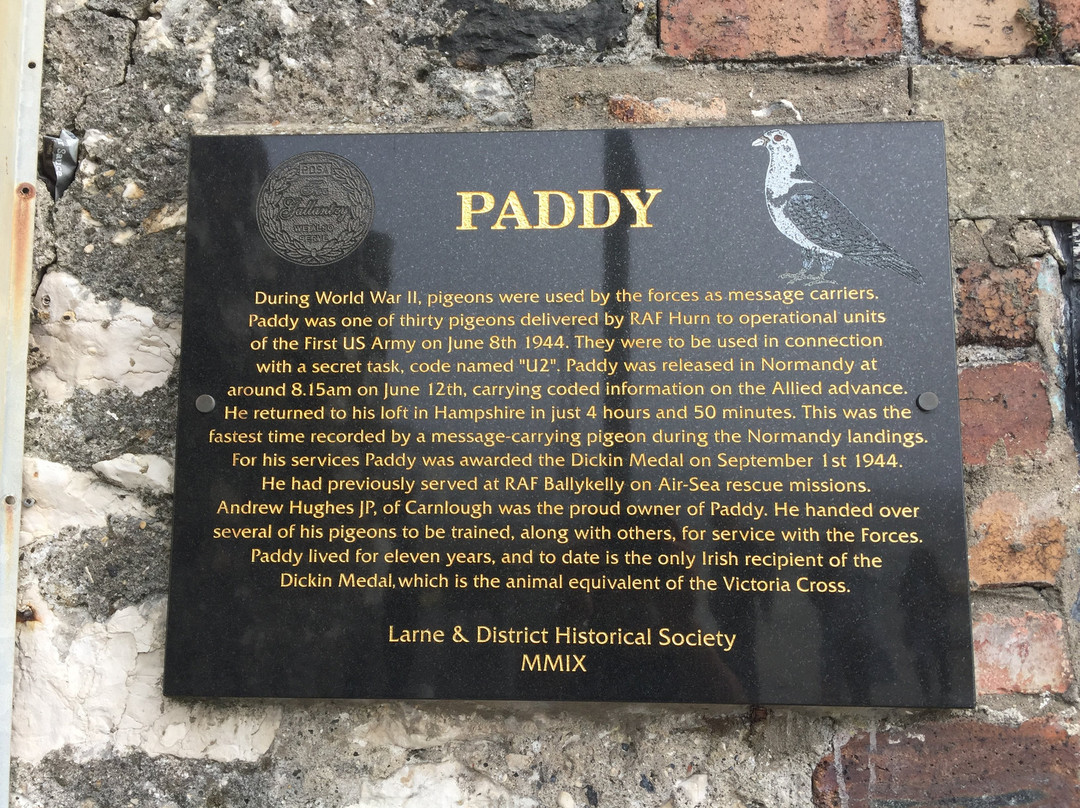 PDSA
For Gallantry
WE ALSO
SERVE
PADDY
During World War II, pigeons were used by the forces as message carriers.
Paddy was one of thirty pigeons delivered by RAF Hurn to operational units
of the First US Army on June 8th 1944. They were to be used in connection
with a secret task, code named "U2". Paddy was released in Normandy at
around 8.15am on June 12th, carrying coded information on the Allied advance.
He returned to his loft in Hampshire in just 4 hours and 50 minutes. This was the
fastest time recorded by a message-carrying pigeon during the Normandy landings.
For his services Paddy was awarded the Dickin Medal on September 1st 1944.
He had previously served at RAF Ballykelly on Air-Sea rescue missions.
Andrew Hughes JP, of Carnlough was the proud owner of Paddy. He handed over
several of his pigeons to be trained, along with others, for service with the Forces.
Paddy lived for eleven years, and to date is the only Irish recipient of the
Dickin Medal, which is the animal equivalent of the Victoria Cross.
Larne & District Historical Society
MMIX